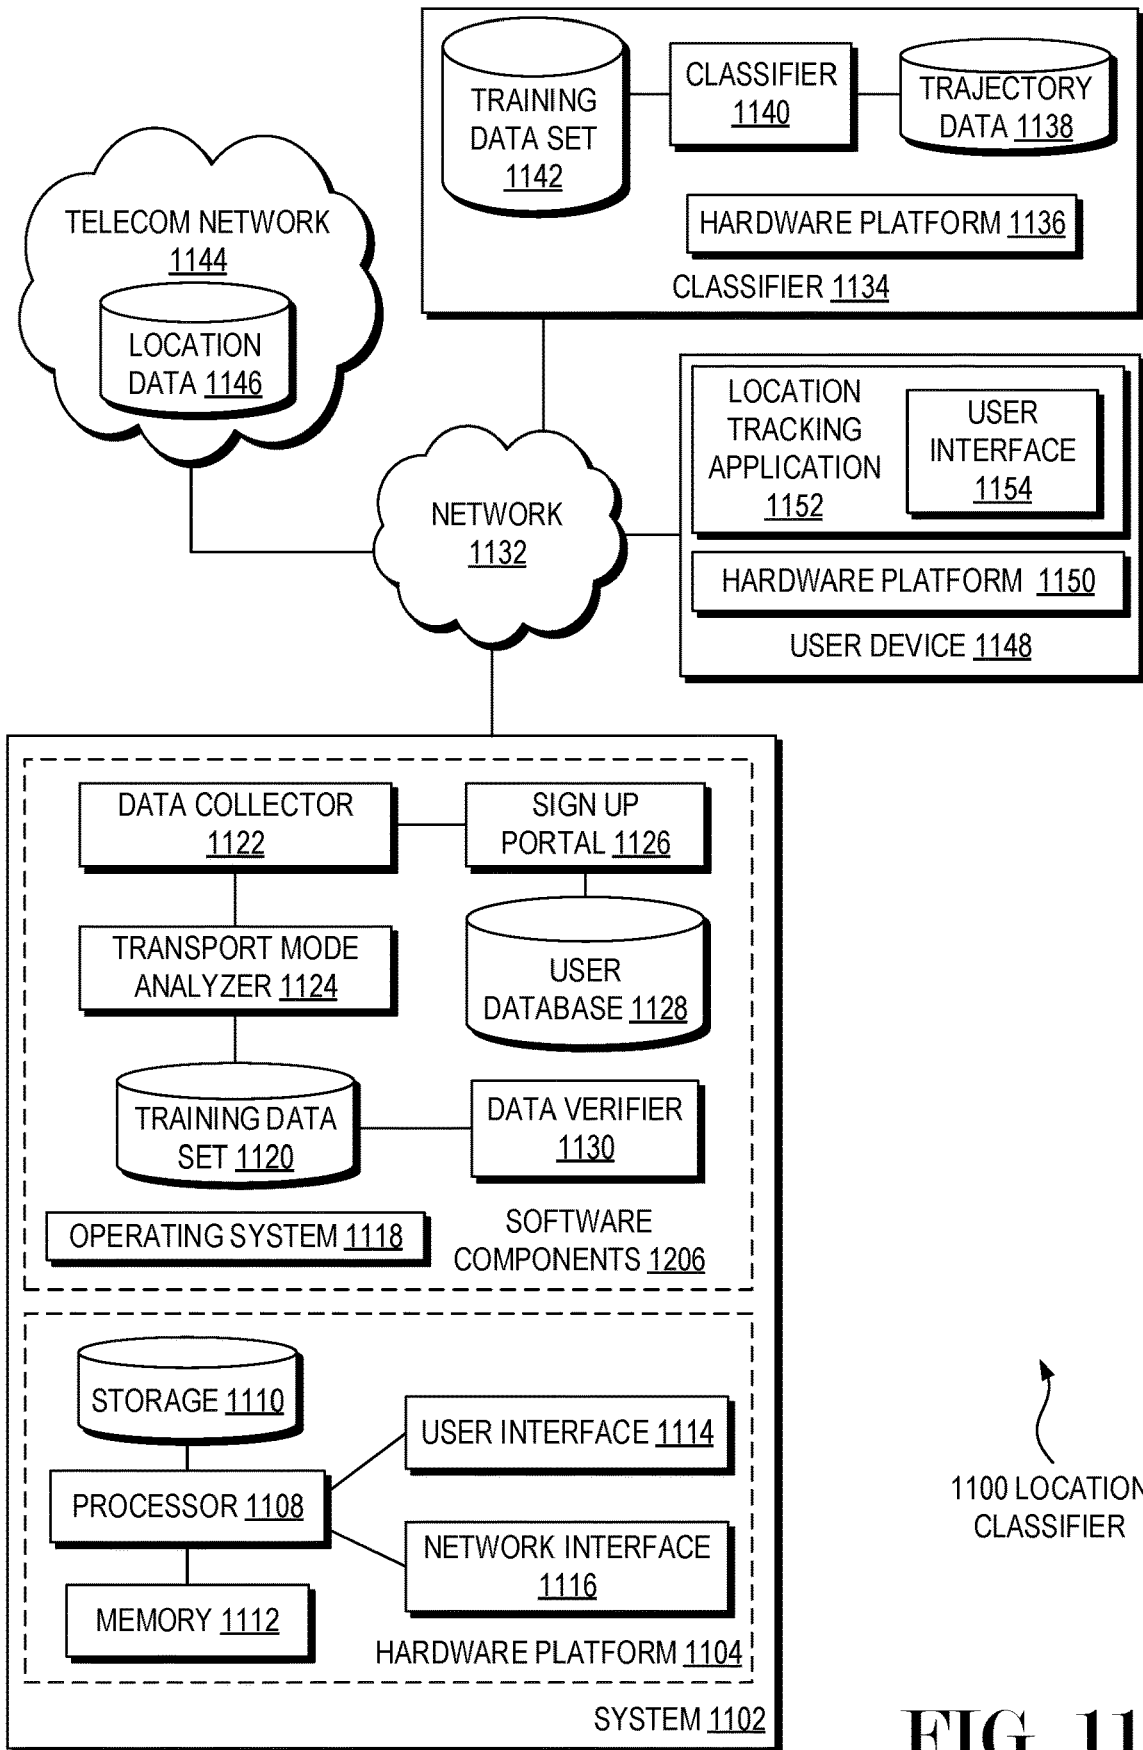 TRAINING
DATA SET
1142
CLASSIFIER
1140
TRAJECTORY
DATA 1138
HARDWARE PLATFORM 1136
CLASSIFIER 1134
TELECOM NETWORK
1144
LOCATION
DATA 1146
LOCATION
TRACKING
APPLICATION
1152
USER
INTERFACE
1154
HARDWARE PLATFORM 1150
USER DEVICE 1148
NETWORK
1132
DATA COLLECTOR
1122
SIGN UP
PORTAL 1126
TRANSPORT MODE
ANALYZER 1124
USER
DATABASE 1128
TRAINING DATA
SET 1120
DATA VERIFIER
1130
OPERATING SYSTEM 1118
SOFTWARE
COMPONENTS 1206
STORAGE 1110
USER INTERFACE 1114
PROCESSOR 1108
NETWORK INTERFACE
1116
MEMORY 1112
HARDWARE PLATFORM 1104
SYSTEM 1102
1100 LOCATION
CLASSIFIER
FIG. 11